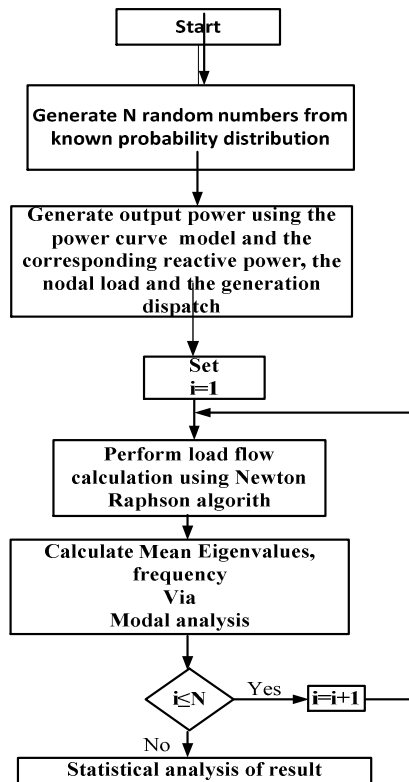 Start
Generate N random numbers from
known probability distribution
Generate output power using the
power curve model and the
corresponding reactive power, the
nodal load and the generation
dispatch
Set
i=1
Perform load flow
calculation using Newton
Raphson algorith
Calculate Mean Eigenvalues,
frequency
Via
Modal analysis
i≤N
Yes
i=i+1
No
Statistical analysis of result